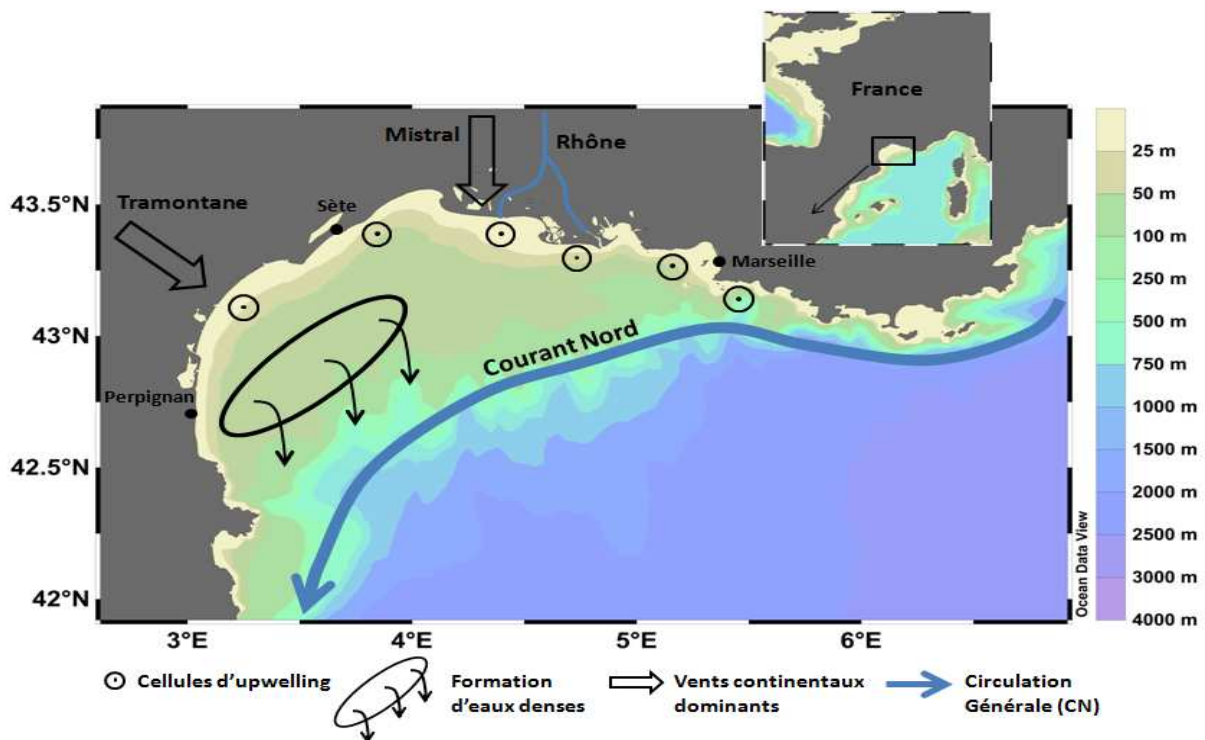 France
Mistral
Rhône
Tramontane
Sète
Marseille
Courant Nord
Perpignan
43.5°N
43°N
42.5°N
42°N
3°E
4°E
5°E
6°E
25 m
50 m
100 m
250 m
500 m
750 m
1000 m
1500 m
2000 m
2500 m
3000 m
4000 m
Ocean Data View
Cellules d'upwelling
Formation
d'eaux denses
Vents continentaux
dominants
Circulation
Générale (CN)